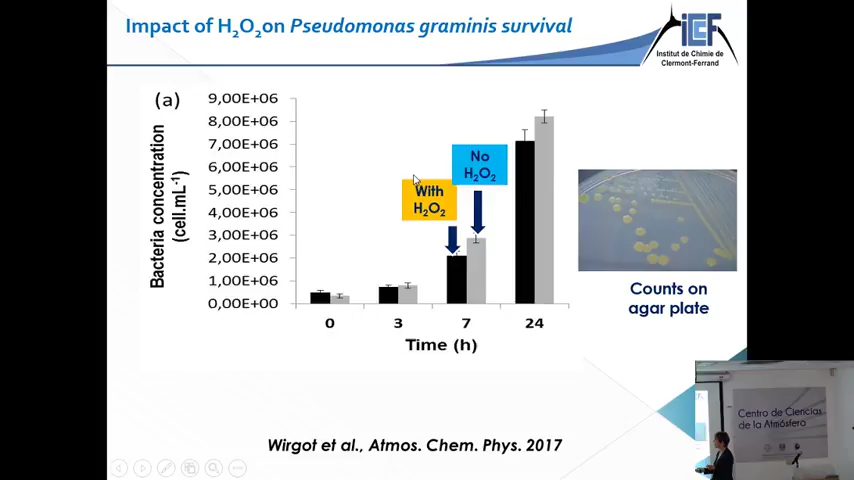 Impact of H₂O₂on Pseudomonas graminis survival
iCCF
Institut de Chimie de
Clermont-Ferrand
(a)
Bacteria concentration
(cell.mL⁻¹)
9,00E+06
8,00E+06
7,00E+06
6,00E+06
5,00E+06
4,00E+06
3,00E+06
2,00E+06
1,00E+06
0,00E+00
No
H₂O₂
With
H₂O₂
0 3 7 24
Time (h)
Counts on
agar plate
Wirgot et al., Atmos. Chem. Phys. 2017
Centro de Ciencias
de la Atmósfera